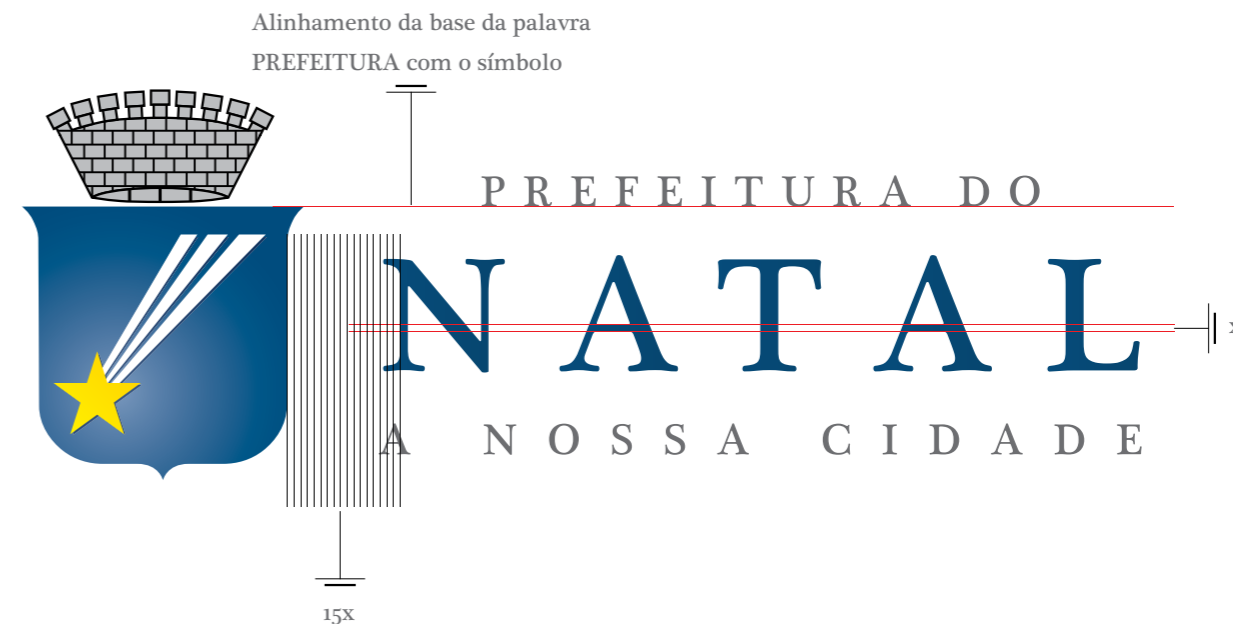 Alinhamento da base da palavra
PREFEITURA com o símbolo
PREFEITURA DO
NATAL
x
A NOSSA CIDADE
15x